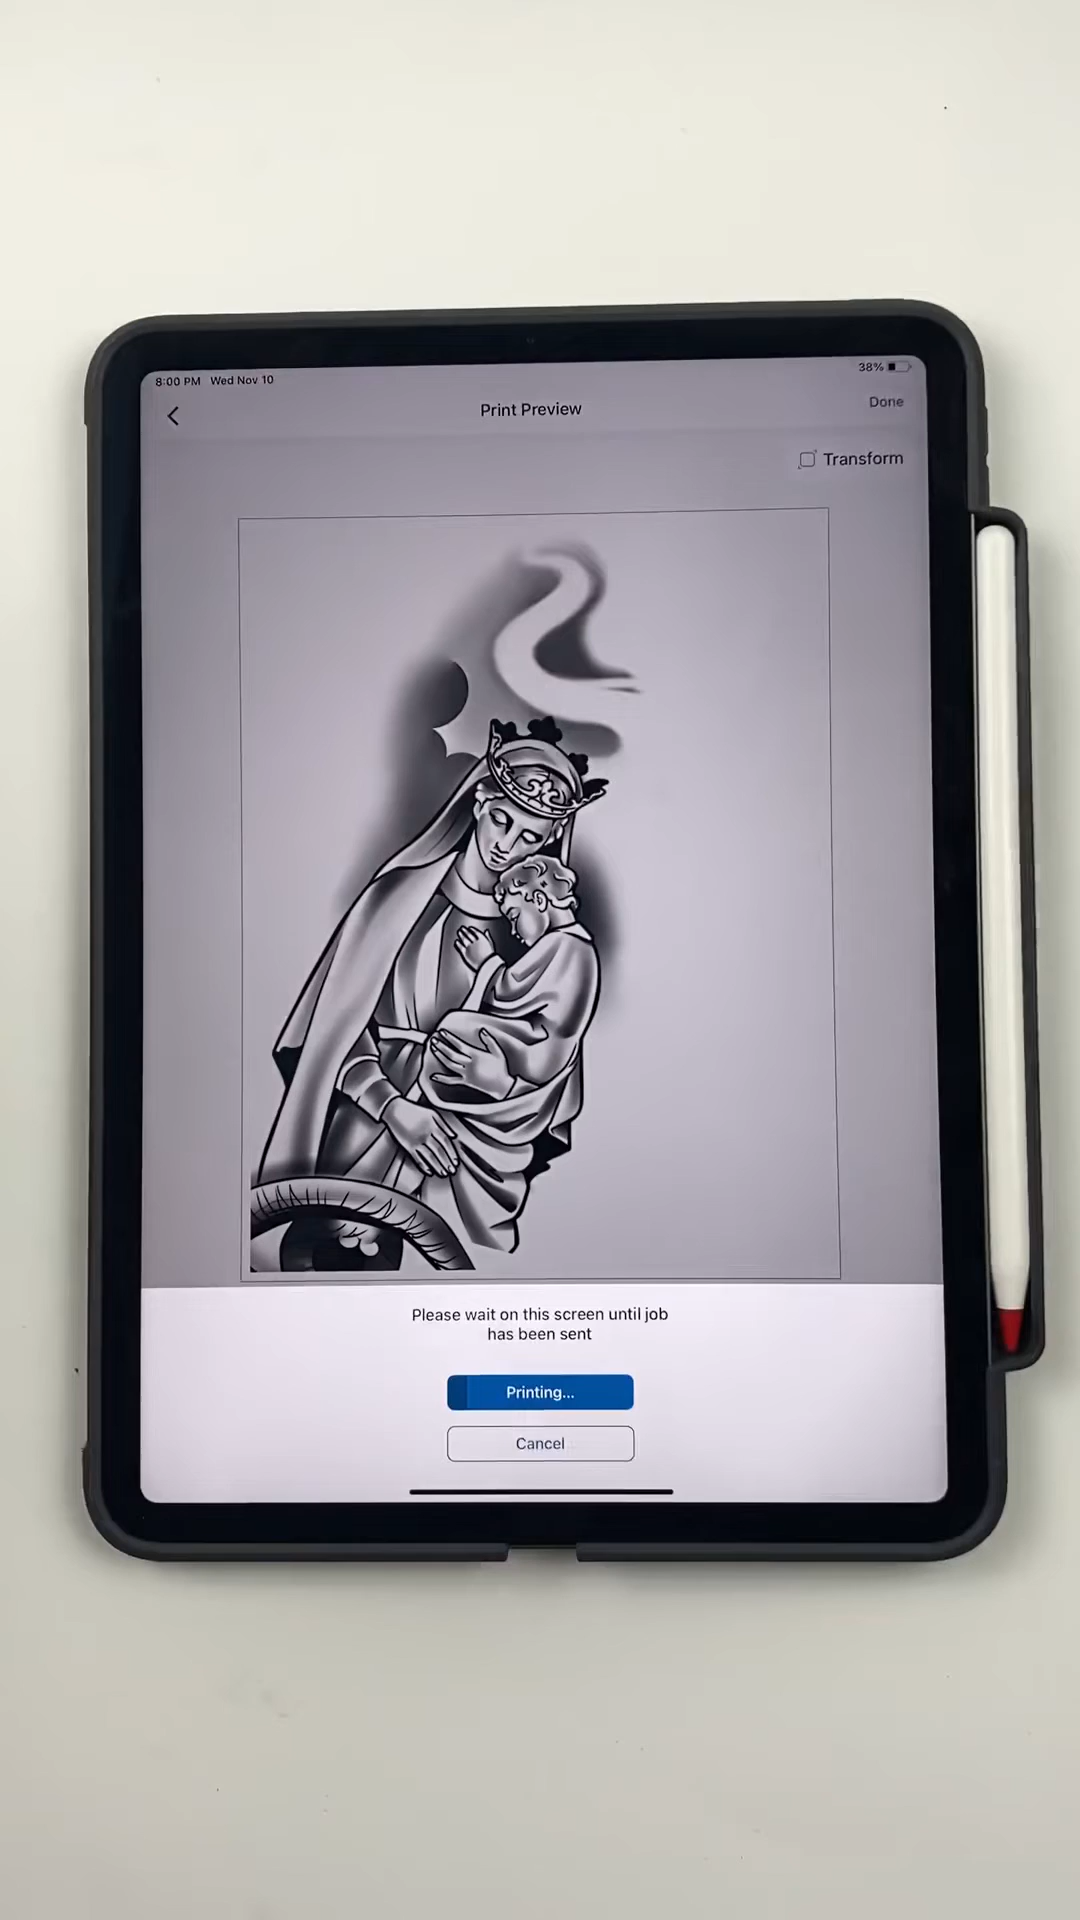 8:00 PM Wed Nov 10
38%
Print Preview
Done
Transform
Please wait on this screen until job
has been sent
Printing...
Cancel